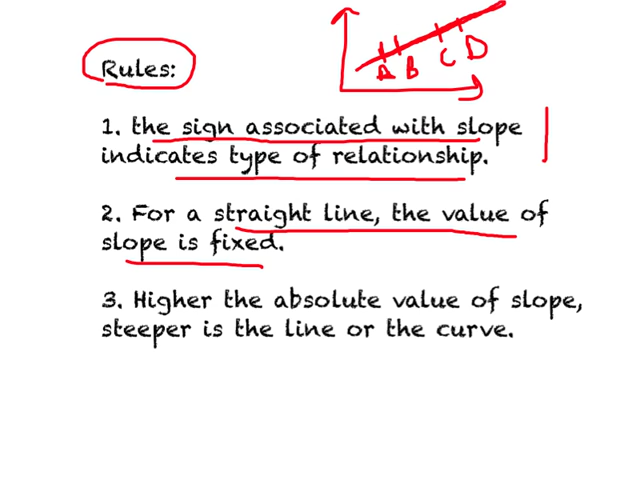 A B C D
Rules:
1. the sign associated with slope
indicates type of relationship.
2. For a straight line, the value of
slope is fixed.
3. Higher the absolute value of slope,
steeper is the line or the curve.